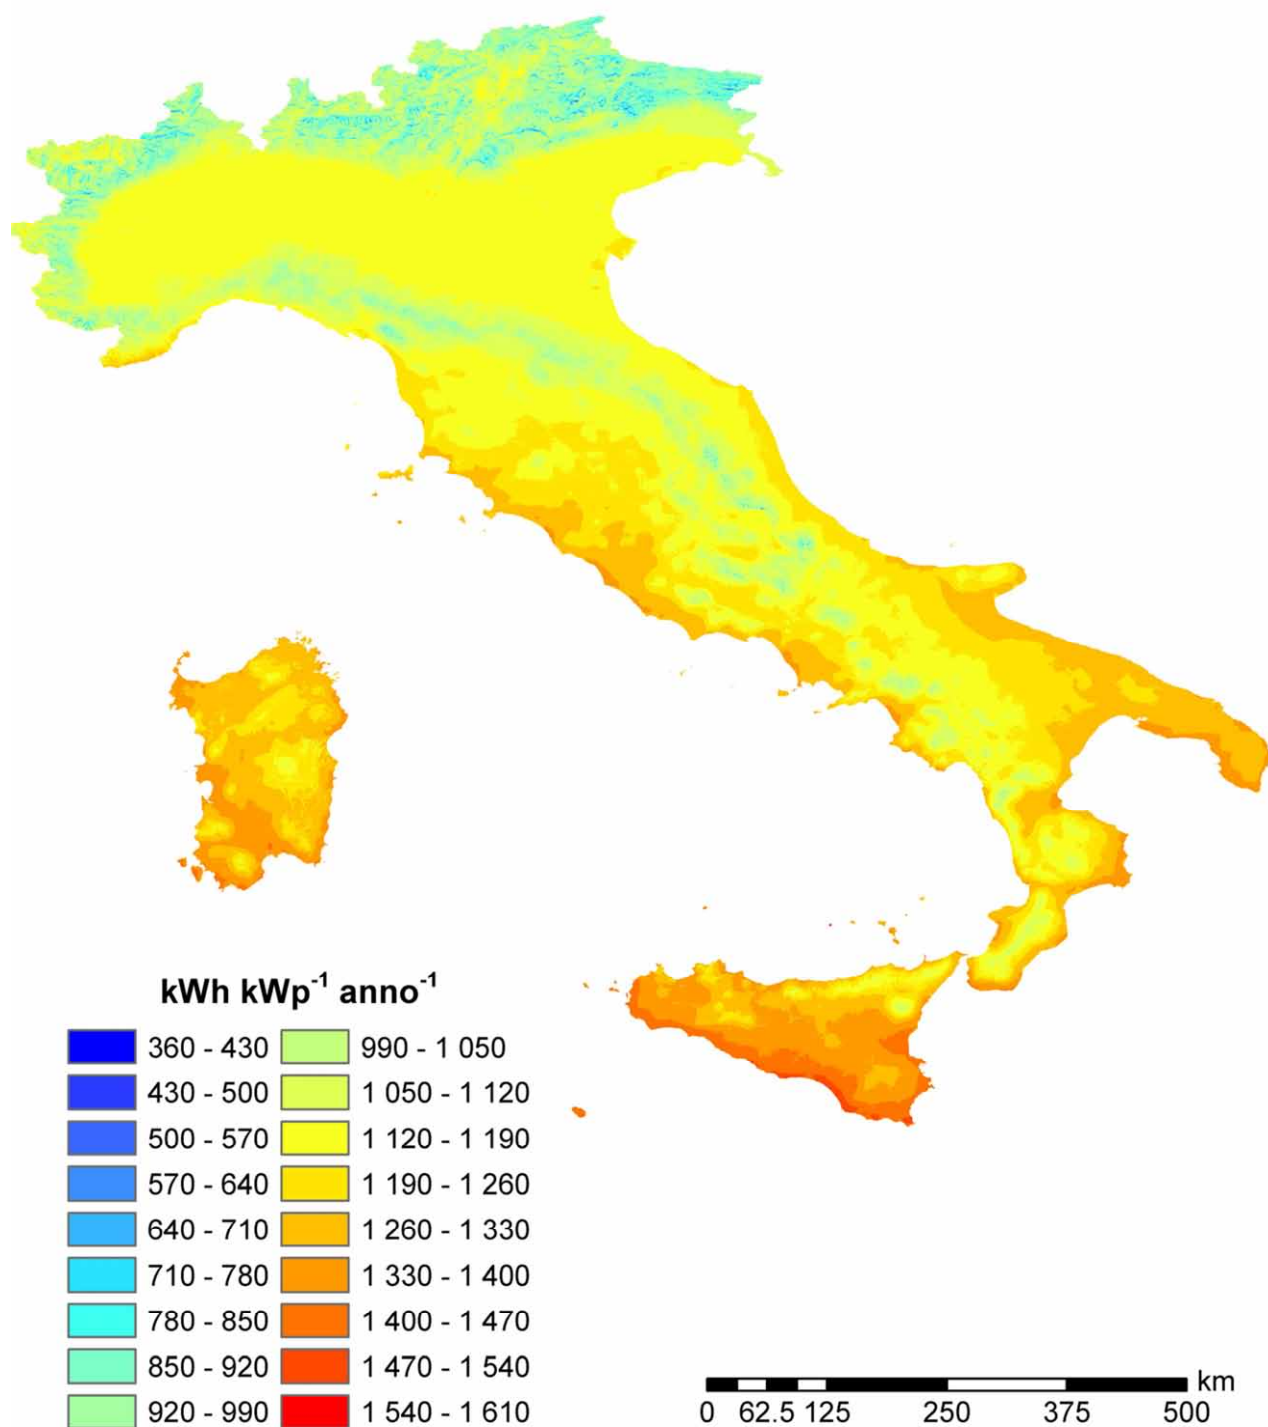 kWh kWp⁻¹ anno⁻¹
360 - 430 990 - 1 050
430 - 500 1 050 - 1 120
500 - 570 1 120 - 1 190
570 - 640 1 190 - 1 260
640 - 710 1 260 - 1 330
710 - 780 1 330 - 1 400
780 - 850 1 400 - 1 470
850 - 920 1 470 - 1 540
920 - 990 1 540 - 1 610
km
0 62.5 125 250 375 500